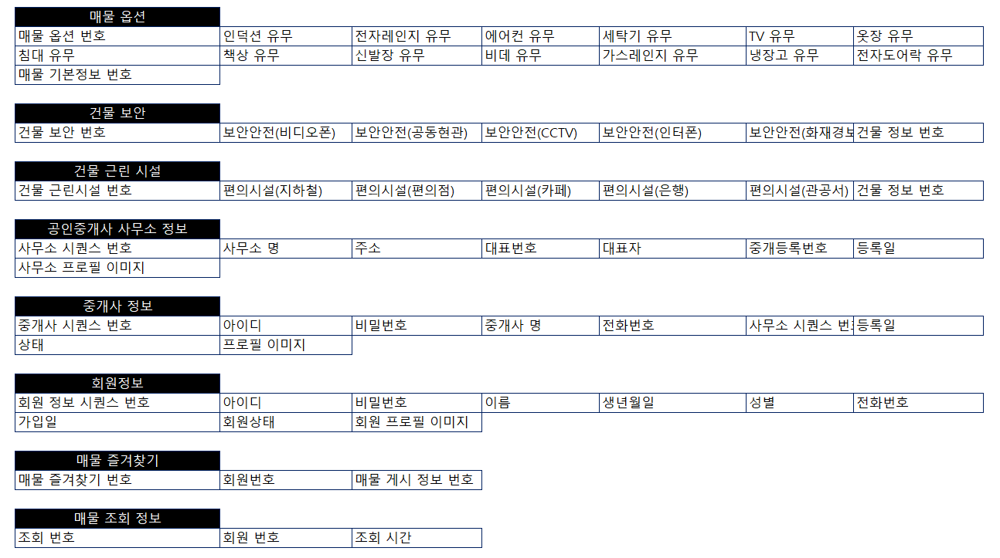 매물 옵션
매물 옵션 번호 인덕션 유무 전자레인지 유무 에어컨 유무 세탁기 유무 TV 유무 옷장 유무
침대 유무 책상 유무 신발장 유무 비데 유무 가스레인지 유무 냉장고 유무 전자도어락 유무
매물 기본정보 번호
건물 보안
건물 보안 번호 보안안전(비디오폰) 보안안전(공동현관) 보안안전(CCTV) 보안안전(인터폰) 보안안전(화재경보 건물 정보 번호
건물 근린 시설
건물 근린시설 번호 편의시설(지하철) 편의시설(편의점) 편의시설(카페) 편의시설(은행) 편의시설(관공서) 건물 정보 번호
공인중개사 사무소 정보
사무소 시퀀스 번호 사무소 명 주소 대표번호 대표자 중개등록번호 등록일
사무소 프로필 이미지
중개사 정보
중개사 시퀀스 번호 아이디 비밀번호 중개사 명 전화번호 사무소 시퀀스 번호 등록일
상태 프로필 이미지
회원정보
회원 정보 시퀀스 번호 아이디 비밀번호 이름 생년월일 성별 전화번호
가입일 회원상태 회원 프로필 이미지
매물 즐겨찾기
매물 즐겨찾기 번호 회원번호 매물 게시 정보 번호
매물 조회 정보
조회 번호 회원 번호 조회 시간